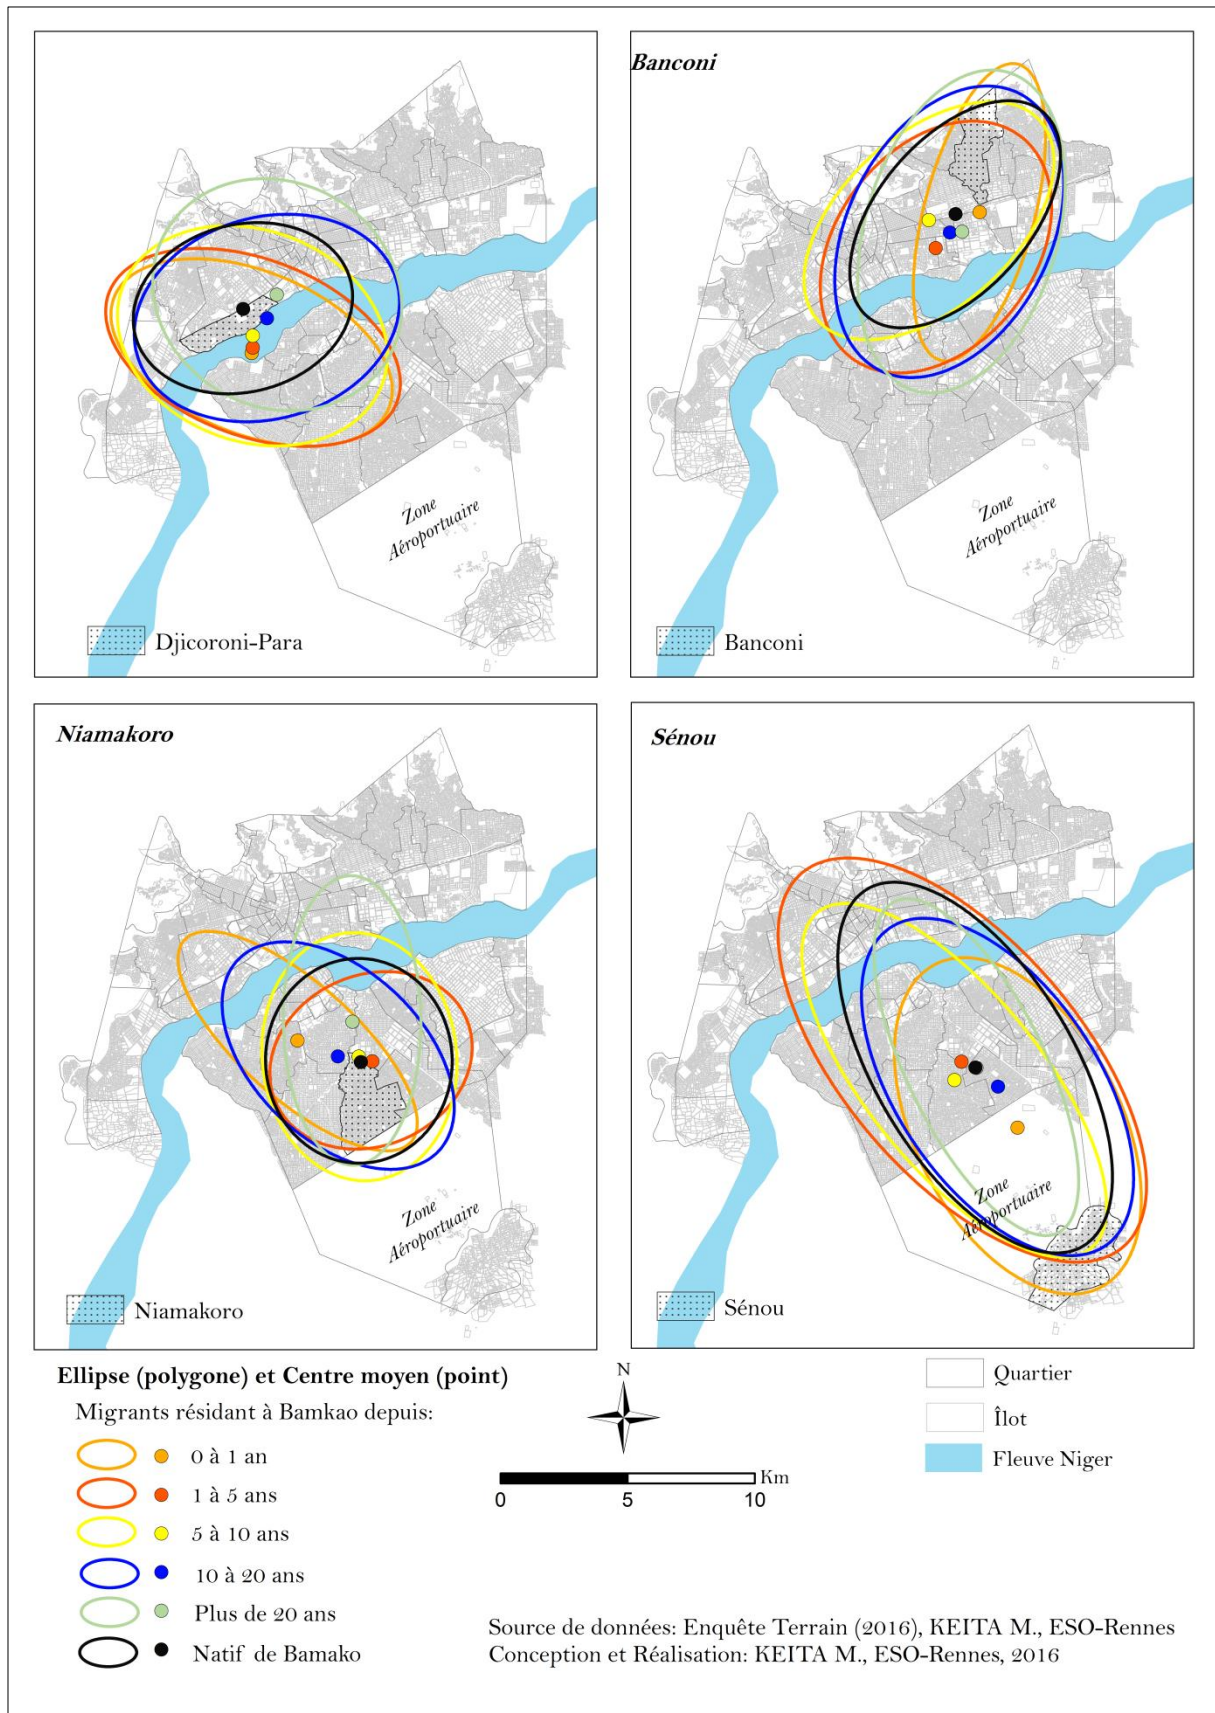 Banconi
Zone
Aéroportuaire
Djicoroni-Para
Zone
Aéroportuaire
Banconi
Niamakoro
Sénou
Zone
Aéroportuaire
Niamakoro
Zone
Aéroportuaire
Sénou
Ellipse (polygone) et Centre moyen (point)
Migrants résidant à Bamkao depuis:
0 à 1 an
1 à 5 ans
5 à 10 ans
10 à 20 ans
Plus de 20 ans
Natif de Bamako
N
Km
0 5 10
Quartier
Îlot
Fleuve Niger
Source de données: Enquête Terrain (2016), KEITA M., ESO-Rennes
Conception et Réalisation: KEITA M., ESO-Rennes, 2016